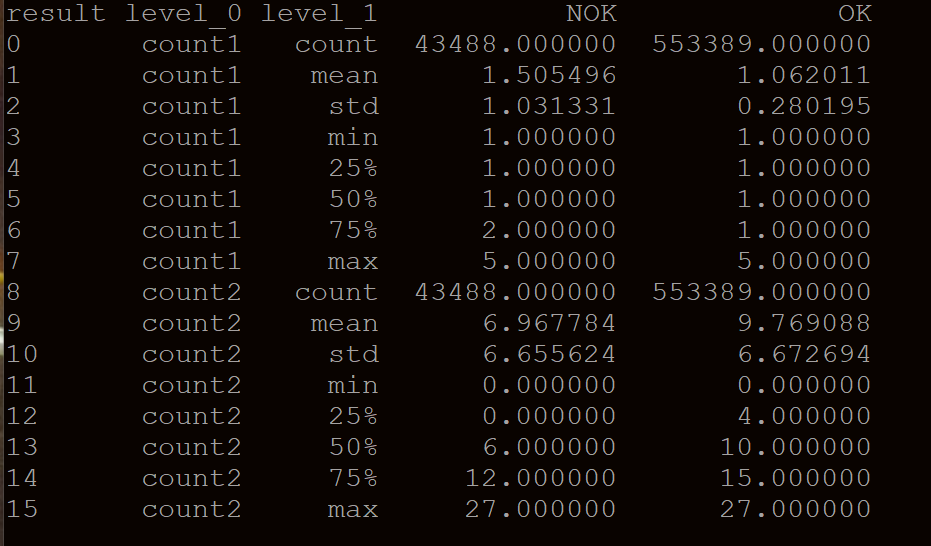 result level_0 level_1 NOK OK
0 count1 count 43488.000000 553389.000000
1 count1 mean 1.505496 1.062011
2 count1 std 1.031331 0.280195
3 count1 min 1.000000 1.000000
4 count1 25% 1.000000 1.000000
5 count1 50% 1.000000 1.000000
6 count1 75% 2.000000 1.000000
7 count1 max 5.000000 5.000000
8 count2 count 43488.000000 553389.000000
9 count2 mean 6.967784 9.769088
10 count2 std 6.655624 6.672694
11 count2 min 0.000000 0.000000
12 count2 25% 0.000000 4.000000
13 count2 50% 6.000000 10.000000
14 count2 75% 12.000000 15.000000
15 count2 max 27.000000 27.000000